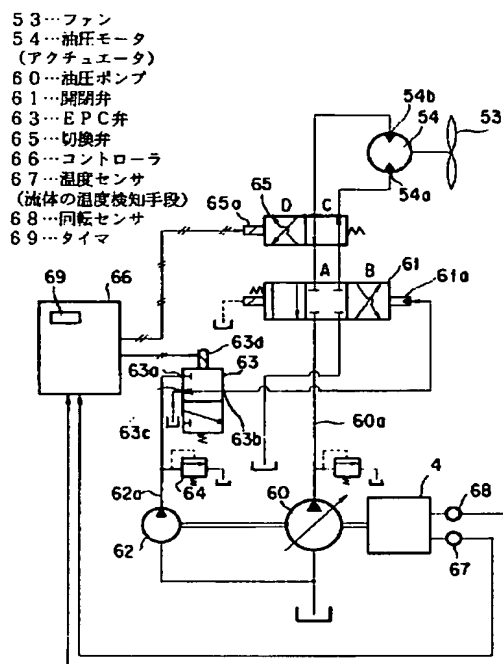 53…ファン
54…油圧モータ
(アクチュエータ)
60…油圧ポンプ
61…開閉弁
63…EPC弁
65…切換弁
66…コントローラ
67…温度センサ
(流体の温度検知手段)
68…回転センサ
69…タイマ
54b
54
53
54a
65a
65
D
C
A
B
61
61a
69
66
63d
63a
63
63c
63b
60a
64
62a
60
4
68
62
67